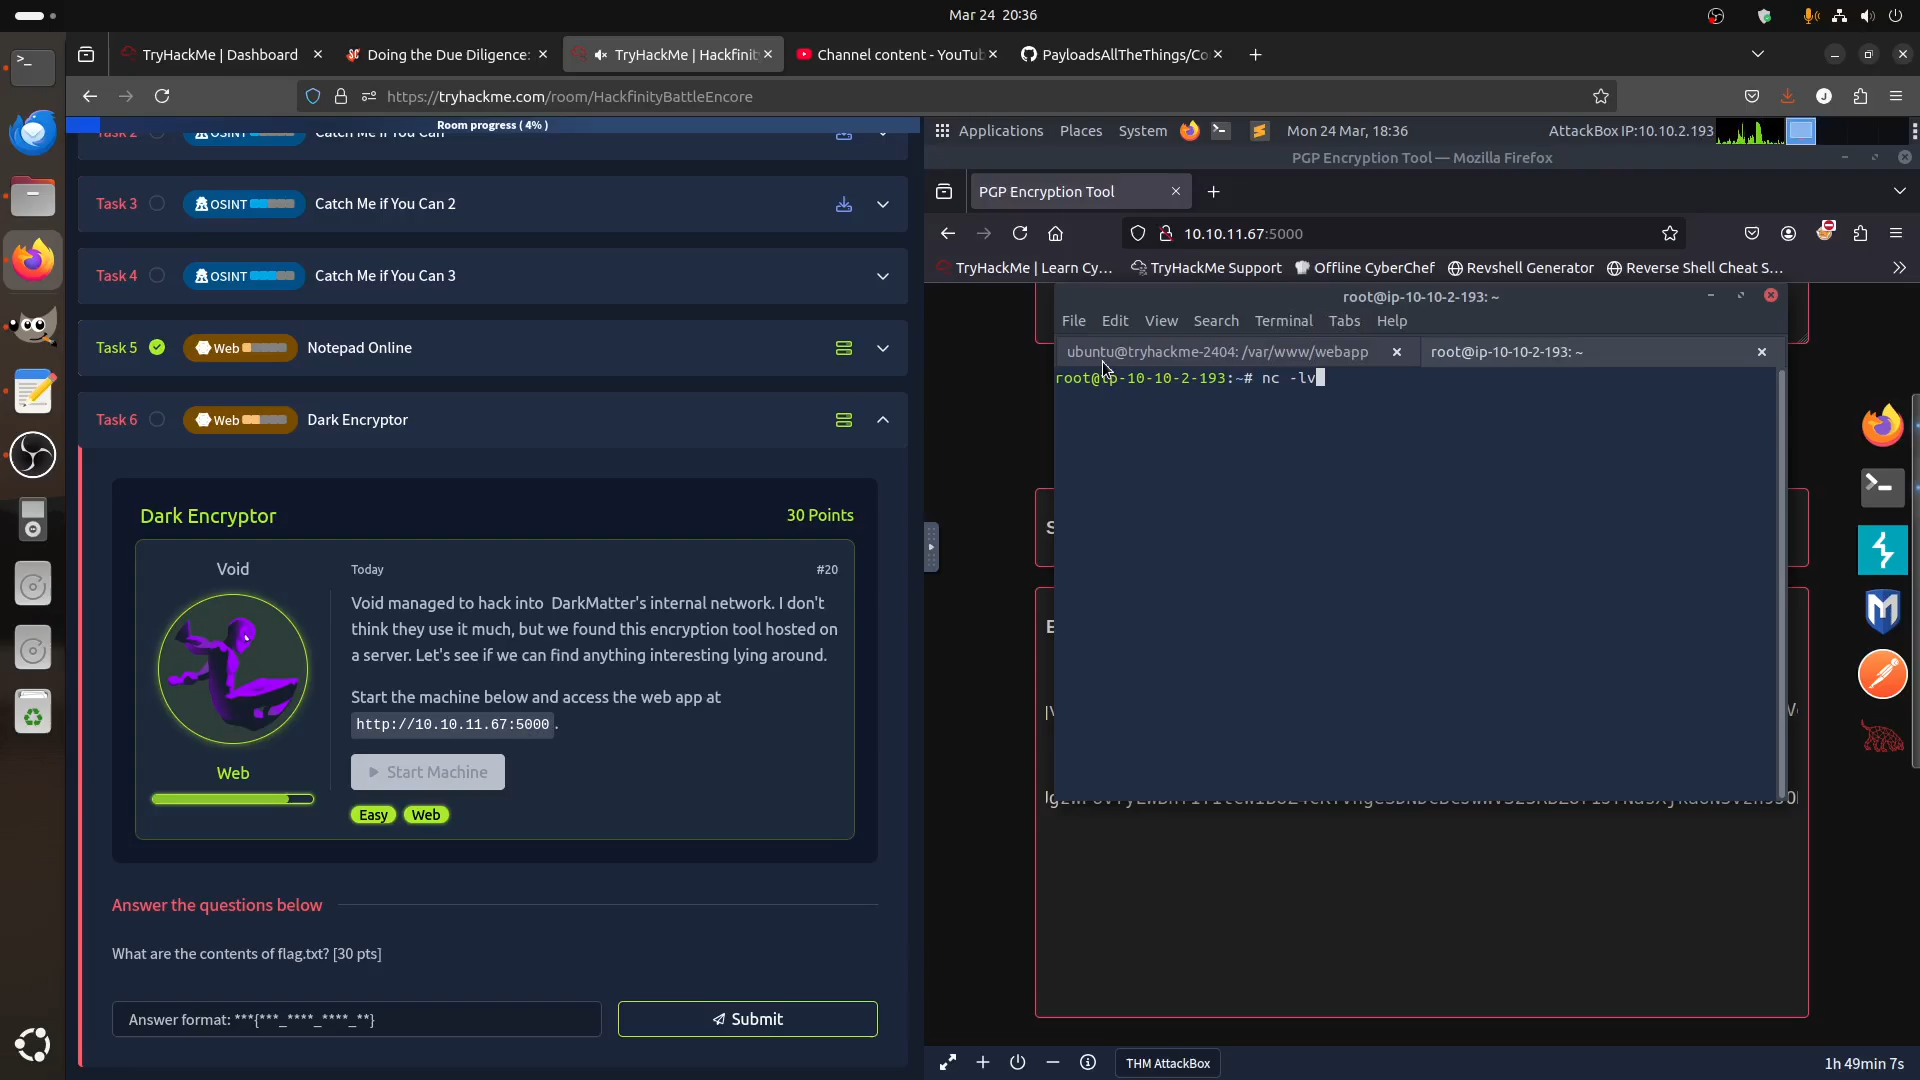 Mar 24 20:36
TryHackMe | Dashboard
Doing the Due Diligence:
TryHackMe | Hackfinit
Channel content - YouTub
PayloadsAllTheThings/Co
https://tryhackme.com/room/HackfinityBattleEncore
Room progress ( 4% )
Task 2
OSINT
Catch Me if You Can
Task 3
OSINT
Catch Me if You Can 2
Task 4
OSINT
Catch Me if You Can 3
Task 5
Web
Notepad Online
Task 6
Web
Dark Encryptor
Dark Encryptor
30 Points
Void
Today
#20
Void managed to hack into DarkMatter's internal network. I don't
think they use it much, but we found this encryption tool hosted on
a server. Let's see if we can find anything interesting lying around.
Start the machine below and access the web app at
http://10.10.11.67:5000.
Web
Start Machine
Easy
Web
Answer the questions below
What are the contents of flag.txt? [30 pts]
Answer format: ***{***_****_****_**}
Submit
Applications
Places
System
Mon 24 Mar, 18:36
AttackBox IP:10.10.2.193
PGP Encryption Tool — Mozilla Firefox
PGP Encryption Tool
10.10.11.67:5000
TryHackMe | Learn Cy...
TryHackMe Support
Offline CyberChef
Revshell Generator
Reverse Shell Cheat S...
root@ip-10-10-2-193: ~
File
Edit
View
Search
Terminal
Tabs
Help
ubuntu@tryhackme-2404: /var/www/webapp
root@ip-10-10-2-193: ~
root@ip-10-10-2-193:~# nc -lv
S
E
THM AttackBox
1h 49min 7s